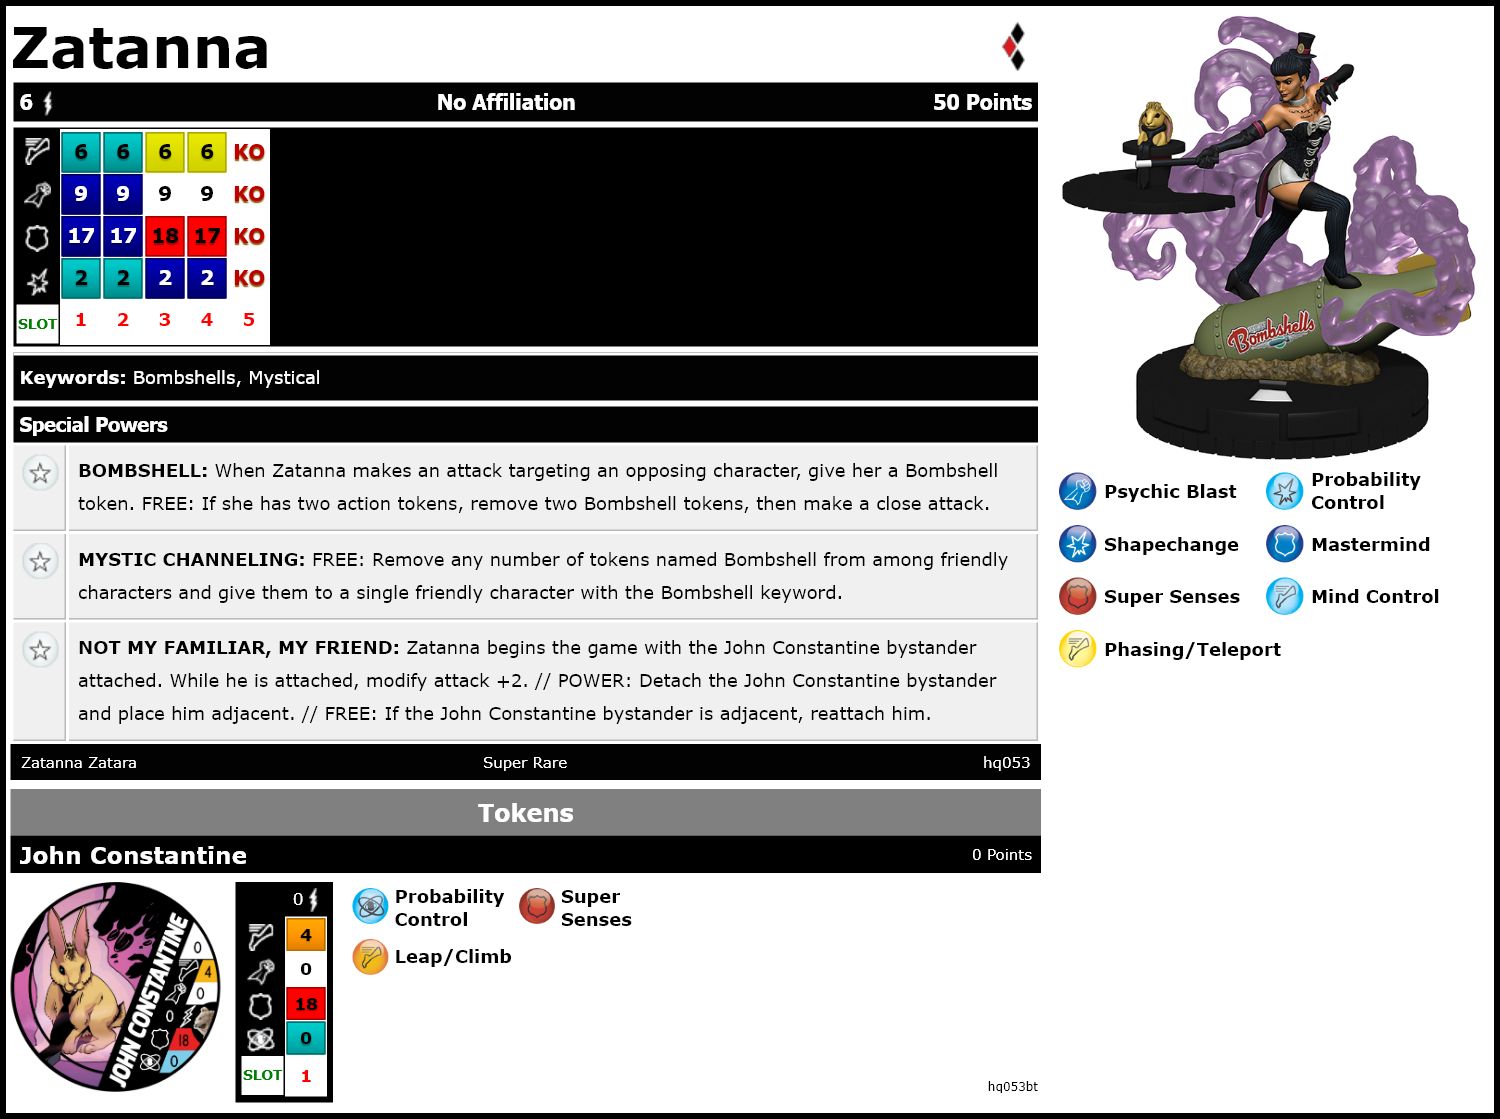 Zatanna
6 No Affiliation 50 Points
6 6 6 6 KO
9 9 9 9 KO
17 17 18 17 KO
2 2 2 2 KO
SLOT 1 2 3 4 5
Keywords: Bombshells, Mystical
Special Powers
BOMBSHELL: When Zatanna makes an attack targeting an opposing character, give her a Bombshell
token. FREE: If she has two action tokens, remove two Bombshell tokens, then make a close attack.
MYSTIC CHANNELING: FREE: Remove any number of tokens named Bombshell from among friendly
characters and give them to a single friendly character with the Bombshell keyword.
NOT MY FAMILIAR, MY FRIEND: Zatanna begins the game with the John Constantine bystander
attached. While he is attached, modify attack +2. // POWER: Detach the John Constantine bystander
and place him adjacent. // FREE: If the John Constantine bystander is adjacent, reattach him.
Zatanna Zatara Super Rare hq053
Bombshells
Psychic Blast
Probability
Control
Shapechange
Mastermind
Super Senses
Mind Control
Phasing/Teleport
Tokens
John Constantine 0 Points
JOHN CONSTANTINE
0
4
0
0
18
0
0
4
0
18
0
SLOT 1
Probability
Control
Super
Senses
Leap/Climb
hq053bt